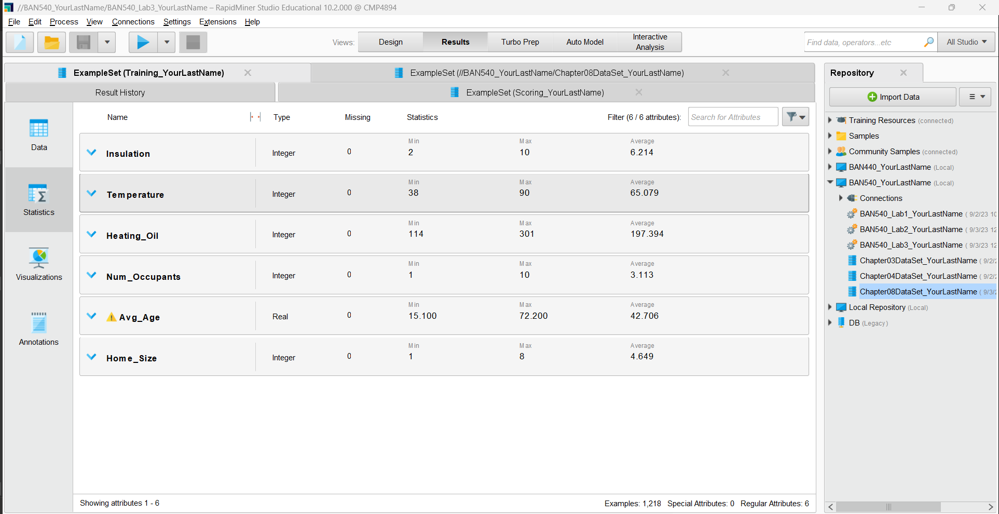 //BAN540_YourLastName/BAN540_Lab3_YourLastName – RapidMiner Studio Educational 10.2.000 @ CMP4894
File Edit Process View Connections Settings Extensions Help
Views: Design Results Turbo Prep Auto Model Interactive Analysis
Find data, operators...etc
All Studio
ExampleSet (Training_YourLastName)
ExampleSet (//BAN540_YourLastName/Chapter08DataSet_YourLastName)
Result History
ExampleSet (Scoring_YourLastName)
Data
Statistics
Visualizations
Annotations
Name Type Missing Statistics Filter (6 / 6 attributes): Search for Attributes
Min Max Average
Insulation Integer 0 2 10 6.214
Min Max Average
Temperature Integer 0 38 90 65.079
Min Max Average
Heating_Oil Integer 0 114 301 197.394
Min Max Average
Num_Occupants Integer 0 1 10 3.113
Min Max Average
Avg_Age Real 0 15.100 72.200 42.706
Min Max Average
Home_Size Integer 0 1 8 4.649
Showing attributes 1 - 6
Examples: 1,218 Special Attributes: 0 Regular Attributes: 6
Repository
Import Data
Training Resources (connected)
Samples
Community Samples (connected)
BAN440_YourLastName (Local)
BAN540_YourLastName (Local)
Connections
BAN540_Lab1_YourLastName ( 9/2/23 10
BAN540_Lab2_YourLastName ( 9/3/23 12
BAN540_Lab3_YourLastName ( 9/3/23 12
Chapter03DataSet_YourLastName ( 9/2/2
Chapter04DataSet_YourLastName ( 9/2/2
Chapter08DataSet_YourLastName ( 9/3/2
Local Repository (Local)
DB (Legacy)